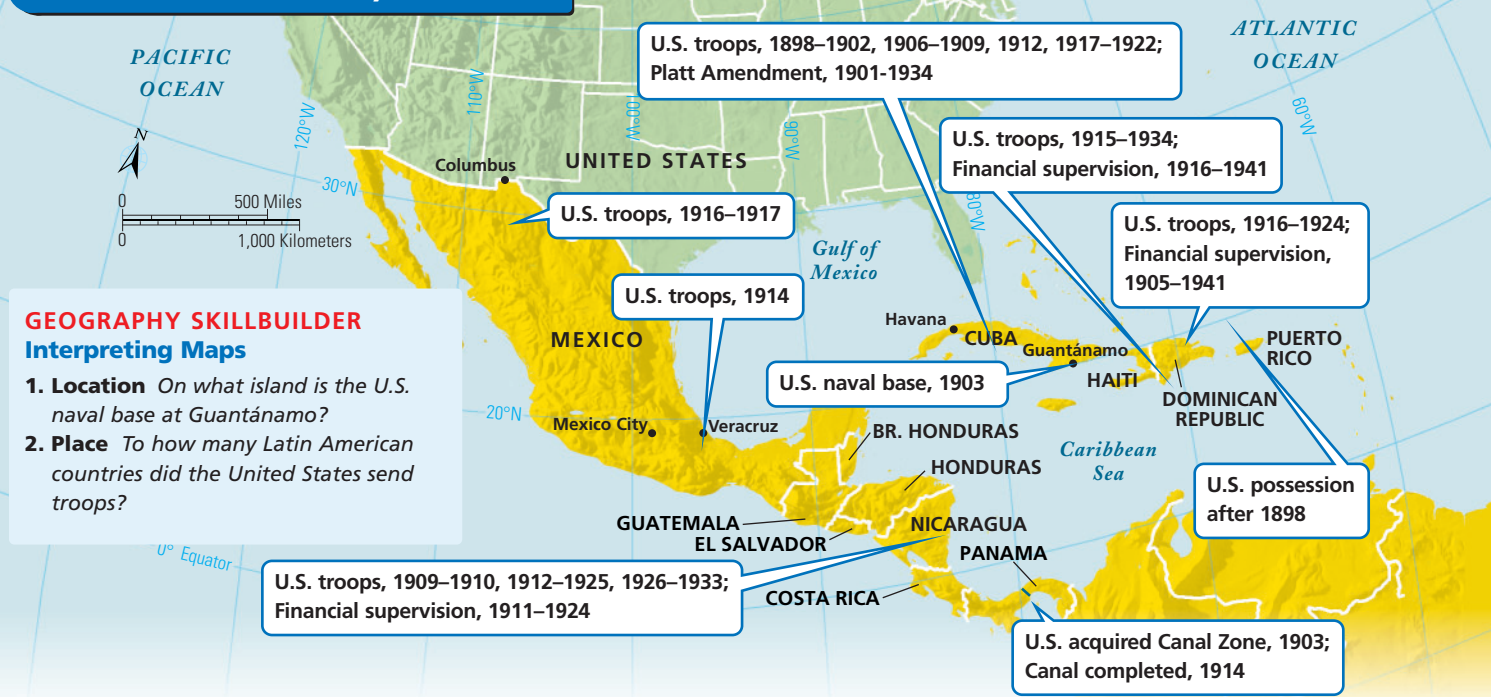 PACIFIC
OCEAN
ATLANTIC
OCEAN
U.S. troops, 1898–1902, 1906–1909, 1912, 1917–1922;
Platt Amendment, 1901-1934
120°W
110°W
100°W
90°W
80°W
60°W
N
30°N
0
500 Miles
0
1,000 Kilometers
Columbus
UNITED STATES
U.S. troops, 1915–1934;
Financial supervision, 1916–1941
U.S. troops, 1916–1917
U.S. troops, 1916–1924;
Financial supervision,
1905–1941
Gulf of
Mexico
U.S. troops, 1914
GEOGRAPHY SKILLBUILDER
Interpreting Maps
1. Location On what island is the U.S.
naval base at Guantánamo?
2. Place To how many Latin American
countries did the United States send
troops?
MEXICO
Havana
CUBA
Guantánamo
HAITI
PUERTO
RICO
U.S. naval base, 1903
DOMINICAN
REPUBLIC
20°N
Mexico City
Veracruz
BR. HONDURAS
HONDURAS
Caribbean
Sea
U.S. possession
after 1898
GUATEMALA
EL SALVADOR
NICARAGUA
PANAMA
COSTA RICA
0° Equator
U.S. troops, 1909–1910, 1912–1925, 1926–1933;
Financial supervision, 1911–1924
U.S. acquired Canal Zone, 1903;
Canal completed, 1914